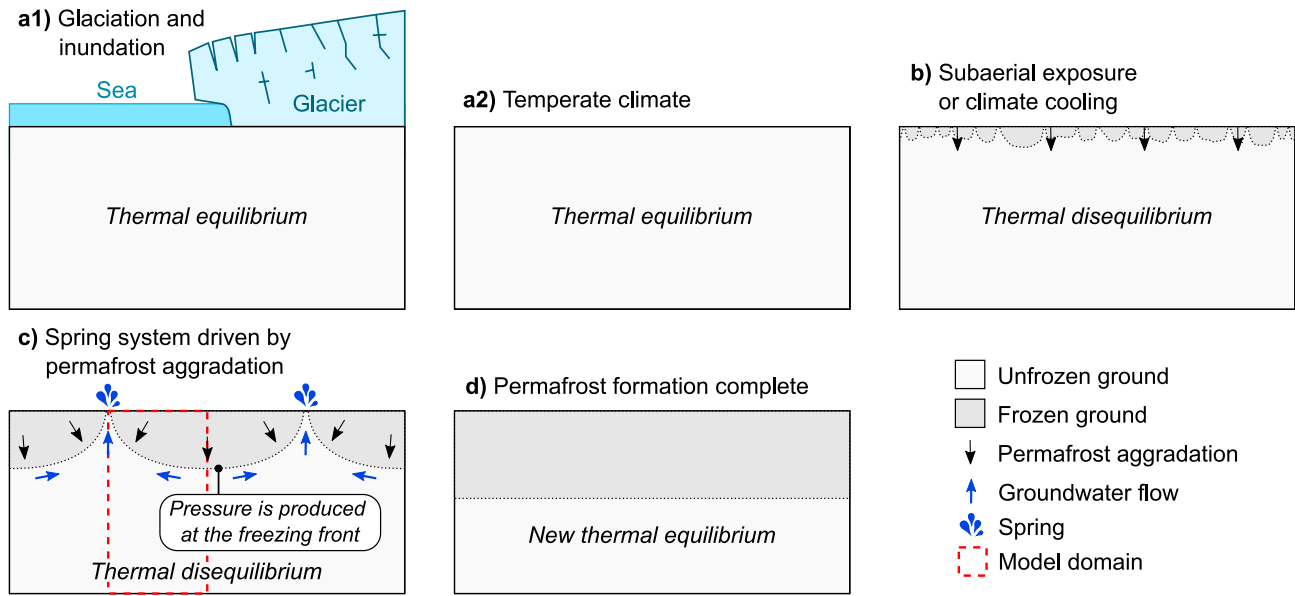 a1) Glaciation and
inundation
Sea
Glacier
Thermal equilibrium
a2) Temperate climate
Thermal equilibrium
b) Subaerial exposure
or climate cooling
Thermal disequilibrium
c) Spring system driven by
permafrost aggradation
Pressure is produced
at the freezing front
Thermal disequilibrium
d) Permafrost formation complete
New thermal equilibrium
Unfrozen ground
Frozen ground
Permafrost aggradation
Groundwater flow
Spring
Model domain